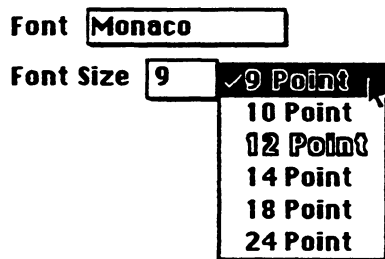 Font Monaco
Font Size 9 ✓9 Point
10 Point
12 Point
14 Point
18 Point
24 Point